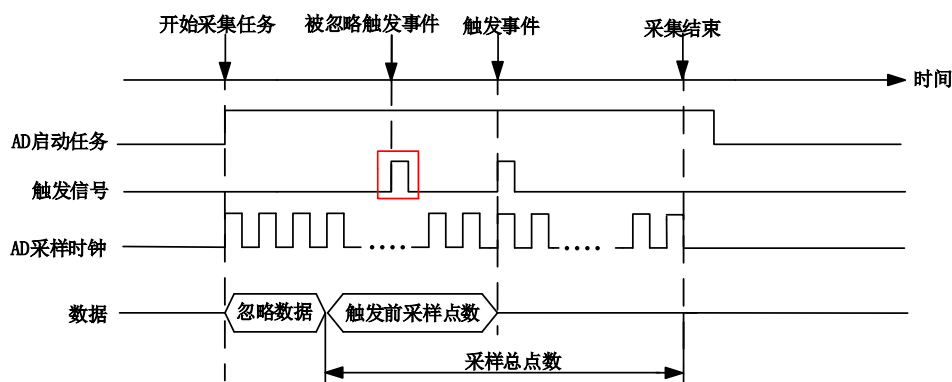 开始采集任务
被忽略触发事件
触发事件
采集结束
时间
AD启动任务
触发信号
AD采样时钟
数据
忽略数据
触发前采样点数
采样总点数